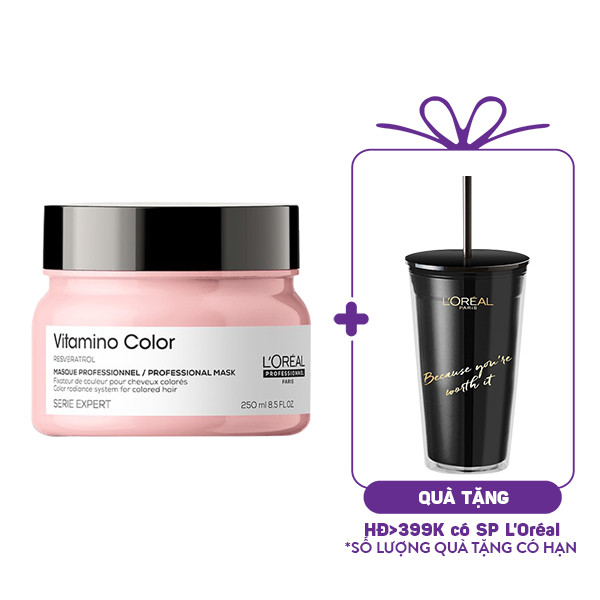 Vitamino Color
RESVERATROL
MASQUE PROFESSIONNEL / PROFESSIONAL MASK
Fixateur de couleur pour cheveux colorés
Color radiance system for colored hair
SERIE EXPERT
250 ml 8.5 FL.OZ
L'ORÉAL
PROFESSIONNEL
PARIS
+
L'ORÉAL
PARIS
Because you're
worth it
QUÀ TẶNG
HĐ>399K có SP L'Oréal
*SỐ LƯỢNG QUÀ TẶNG CÓ HẠN